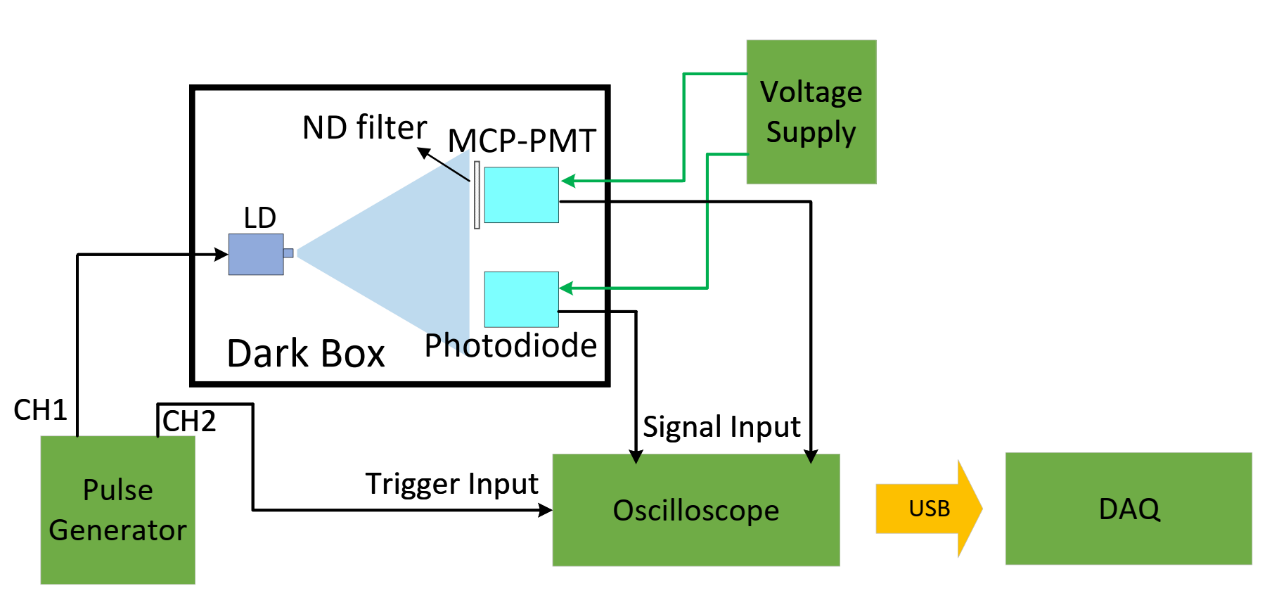 Voltage
Supply
ND filter
MCP-PMT
LD
Dark Box
Photodiode
CH1
CH2
Signal Input
Trigger Input
Pulse
Generator
Oscilloscope
USB
DAQ